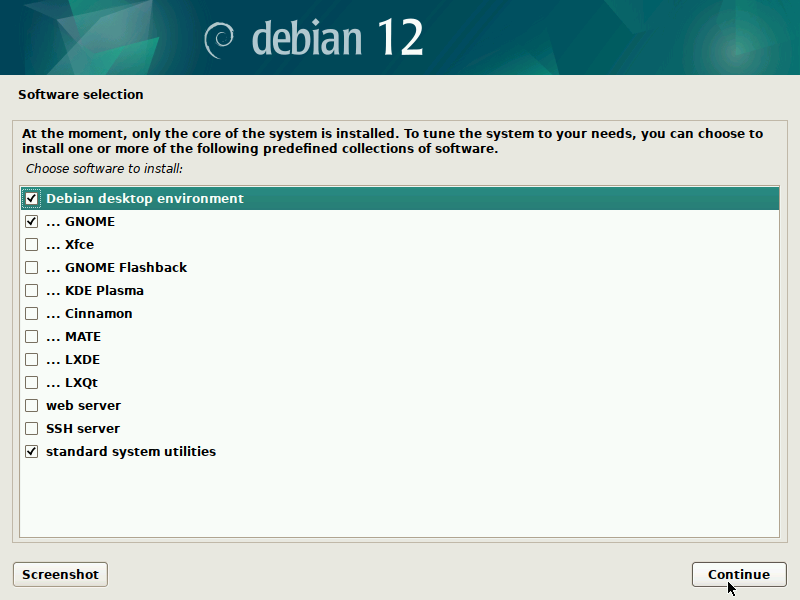 debian 12
Software selection
At the moment, only the core of the system is installed. To tune the system to your needs, you can choose to
install one or more of the following predefined collections of software.
Choose software to install:
Debian desktop environment
... GNOME
... Xfce
... GNOME Flashback
... KDE Plasma
... Cinnamon
... MATE
... LXDE
... LXQt
web server
SSH server
standard system utilities
Screenshot
Continue